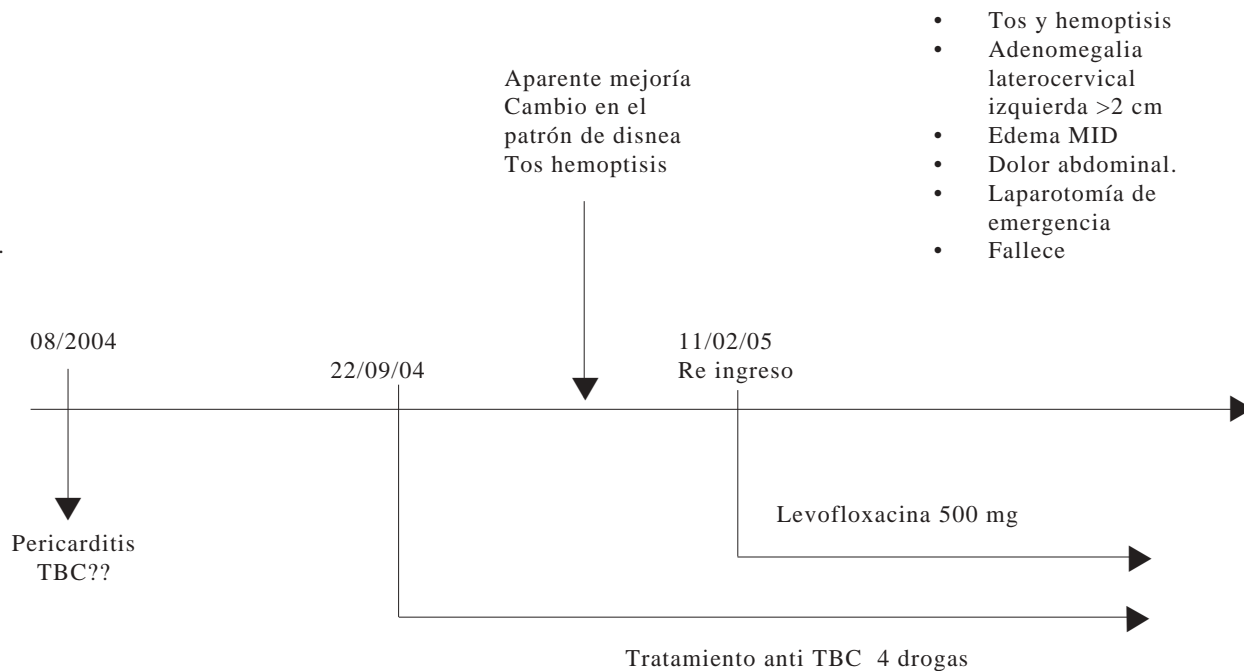 • Tos y hemoptisis
• Adenomegalia
laterocervical
izquierda >2 cm
• Edema MID
• Dolor abdominal.
• Laparotomía de
emergencia
• Fallece
Aparente mejoría
Cambio en el
patrón de disnea
Tos hemoptisis
.
08/2004
22/09/04
11/02/05
Re ingreso
Pericarditis
TBC??
Levofloxacina 500 mg
Tratamiento anti TBC 4 drogas